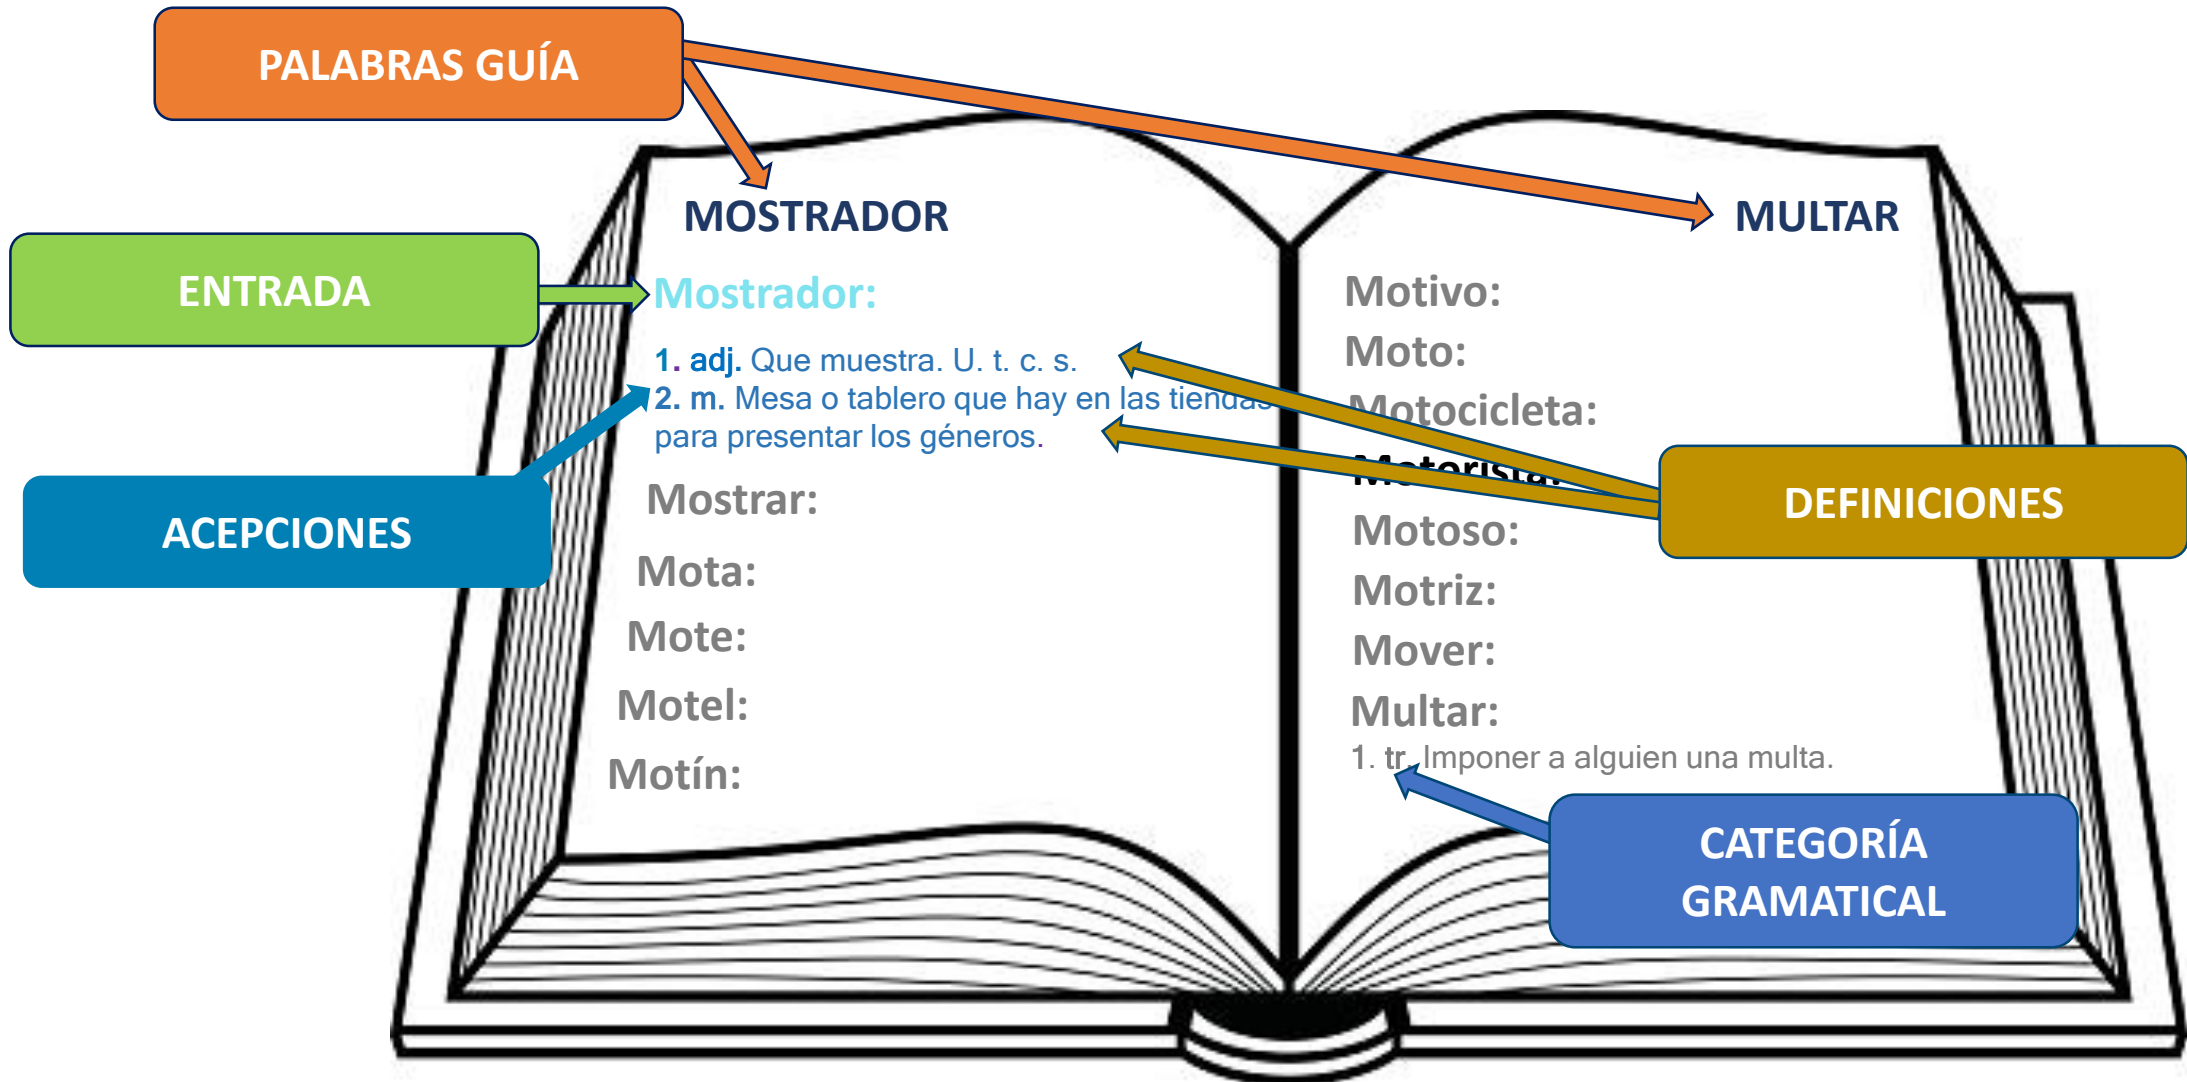 PALABRAS GUÍA
MOSTRADOR
MULTAR
ENTRADA
Mostrador:
1. adj. Que muestra. U. t. c. s.
2. m. Mesa o tablero que hay en las tiendas
para presentar los géneros.
ACEPCIONES
Mostrar:
Mota:
Mote:
Motel:
Motín:
Motivo:
Moto:
Motocicleta:
Motorista:
DEFINICIONES
Motoso:
Motriz:
Mover:
Multar:
1. tr. Imponer a alguien una multa.
CATEGORÍA
GRAMATICAL